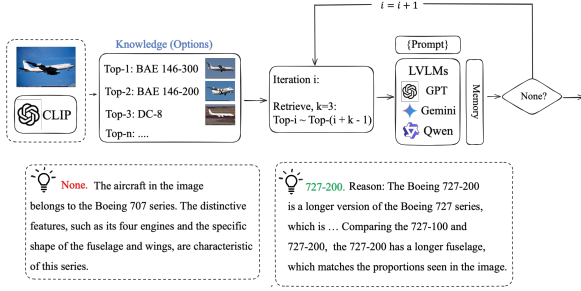 i = i + 1
Knowledge (Options)
CLIP
Top-1: BAE 146-300
Top-2: BAE 146-200
Top-3: DC-8
Top-n: ....
Iteration i:
Retrieve, k=3:
Top-i ~ Top-(i + k - 1)
{Prompt}
LVLMs
GPT
Gemini
Qwen
Memory
None?
None. The aircraft in the image
belongs to the Boeing 707 series. The distinctive
features, such as its four engines and the specific
shape of the fuselage and wings, are characteristic
of this series.
727-200. Reason: The Boeing 727-200
is a longer version of the Boeing 727 series,
which is … Comparing the 727-100 and
727-200, the 727-200 has a longer fuselage,
which matches the proportions seen in the image.